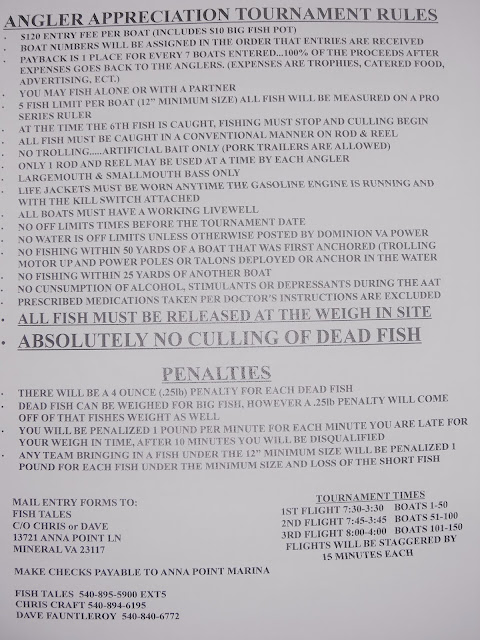 ANGLER APPRECIATION TOURNAMENT RULES
$120 ENTRY FEE PER BOAT (INCLUDES $10 BIG FISH POT)
BOAT NUMBERS WILL BE ASSIGNED IN THE ORDER THAT ENTRIES ARE RECEIVED
PAYBACK IS 1 PLACE FOR EVERY 7 BOATS ENTERED...100% OF THE PROCEEDS AFTER
EXPENSES GOES BACK TO THE ANGLERS. (EXPENSES ARE TROPHIES, CATERED FOOD,
ADVERTISING, ECT.)
YOU MAY FISH ALONE OR WITH A PARTNER
5 FISH LIMIT PER BOAT (12" MINIMUM SIZE) ALL FISH WILL BE MEASURED ON A PRO
SERIES RULER
AT THE TIME THE 6TH FISH IS CAUGHT, FISHING MUST STOP AND CULLING BEGIN
ALL FISH MUST BE CAUGHT IN A CONVENTIONAL MANNER ON ROD & REEL
NO TROLLING.....ARTIFICIAL BAIT ONLY (PORK TRAILERS ARE ALLOWED)
ONLY 1 ROD AND REEL MAY BE USED AT A TIME BY EACH ANGLER
LARGEMOUTH & SMALLMOUTH BASS ONLY
LIFE JACKETS MUST BE WORN ANYTIME THE GASOLINE ENGINE IS RUNNING AND
WITH THE KILL SWITCH ATTACHED
ALL BOATS MUST HAVE A WORKING LIVEWELL
NO OFF LIMITS TIMES BEFORE THE TOURNAMENT DATE
NO WATER IS OFF LIMITS UNLESS OTHERWISE POSTED BY DOMINION VA POWER
NO FISHING WITHIN 50 YARDS OF A BOAT THAT WAS FIRST ANCHORED (TROLLING
MOTOR UP AND POWER POLES OR TALONS DEPLOYED OR ANCHOR IN THE WATER
NO FISHING WITHIN 25 YARDS OF ANOTHER BOAT
NO CUNSUMPTION OF ALCOHOL, STIMULANTS OR DEPRESSANTS DURING THE AAT
PRESCRIBED MEDICATIONS TAKEN PER DOCTOR'S INSTRUCTIONS ARE EXCLUDED
ALL FISH MUST BE RELEASED AT THE WEIGH IN SITE
ABSOLUTELY NO CULLING OF DEAD FISH
PENALTIES
THERE WILL BE A 4 OUNCE (.25lb) PENALTY FOR EACH DEAD FISH
DEAD FISH CAN BE WEIGHED FOR BIG FISH, HOWEVER A .25lb PENALTY WILL COME
OFF OF THAT FISHES WEIGHT AS WELL
YOU WILL BE PENALIZED 1 POUND PER MINUTE FOR EACH MINUTE YOU ARE LATE FOR
YOUR WEIGH IN TIME, AFTER 10 MINUTES YOU WILL BE DISQUALIFIED
ANY TEAM BRINGING IN A FISH UNDER THE 12" MINIMUM SIZE WILL BE PENALIZED 1
POUND FOR EACH FISH UNDER THE MINIMUM SIZE AND LOSS OF THE SHORT FISH
MAIL ENTRY FORMS TO:
FISH TALES
C/O CHRIS or DAVE
13721 ANNA POINT LN
MINERAL VA 23117
TOURNAMENT TIMES
1ST FLIGHT 7:30-3:30 BOATS 1-50
2ND FLIGHT 7:45-3:45 BOATS 51-100
3RD FLIGHT 8:00-4:00 BOATS 101-150
FLIGHTS WILL BE STAGGERED BY
15 MINUTES EACH
MAKE CHECKS PAYABLE TO ANNA POINT MARINA
FISH TALES 540-895-5900 EXT5
CHRIS CRAFT 540-894-6195
DAVE FAUNTLEROY 540-840-6772